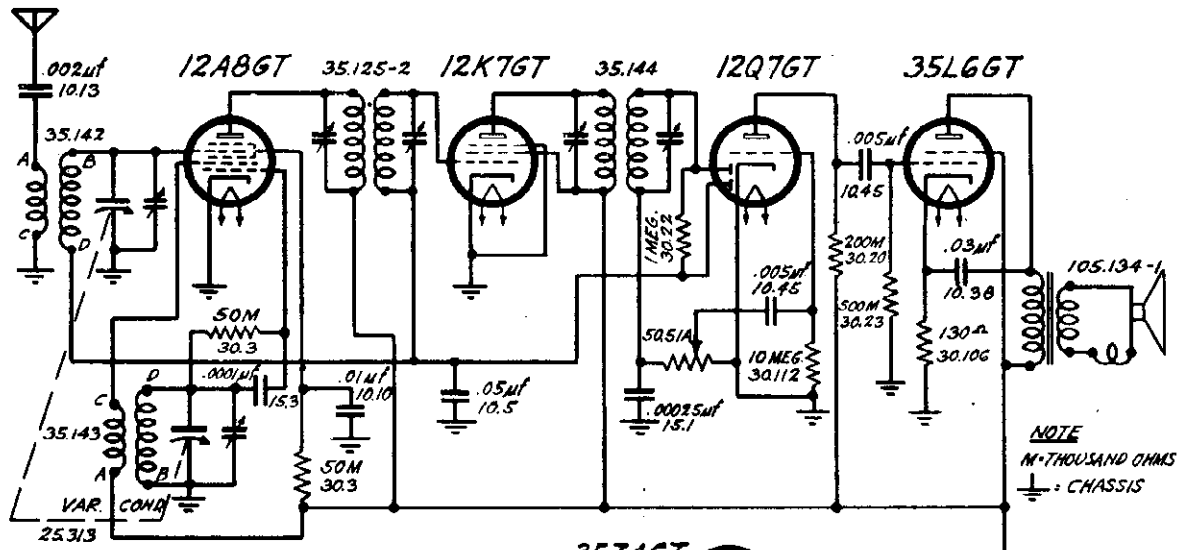 12A8GT
35.125-2
12K7GT
35.144
12Q7GT
35L6GT
.002µf
10.13
35.142
A
B
C
D
.005µf
10.45
1 MEG.
30.22
200M
30.20
500M
30.23
.03µf
10.38
105.134-1
.005µf
10.45
50M
30.3
50.51A
10 MEG.
30.112
130Ω
30.106
.0001µf
15.3
.01µf
10.10
.05µf
10.5
.00025µf
15.1
C
D
35.143
A
B
50M
30.3
VAR. COND
25.313
NOTE
M=THOUSAND OHMS
= CHASSIS